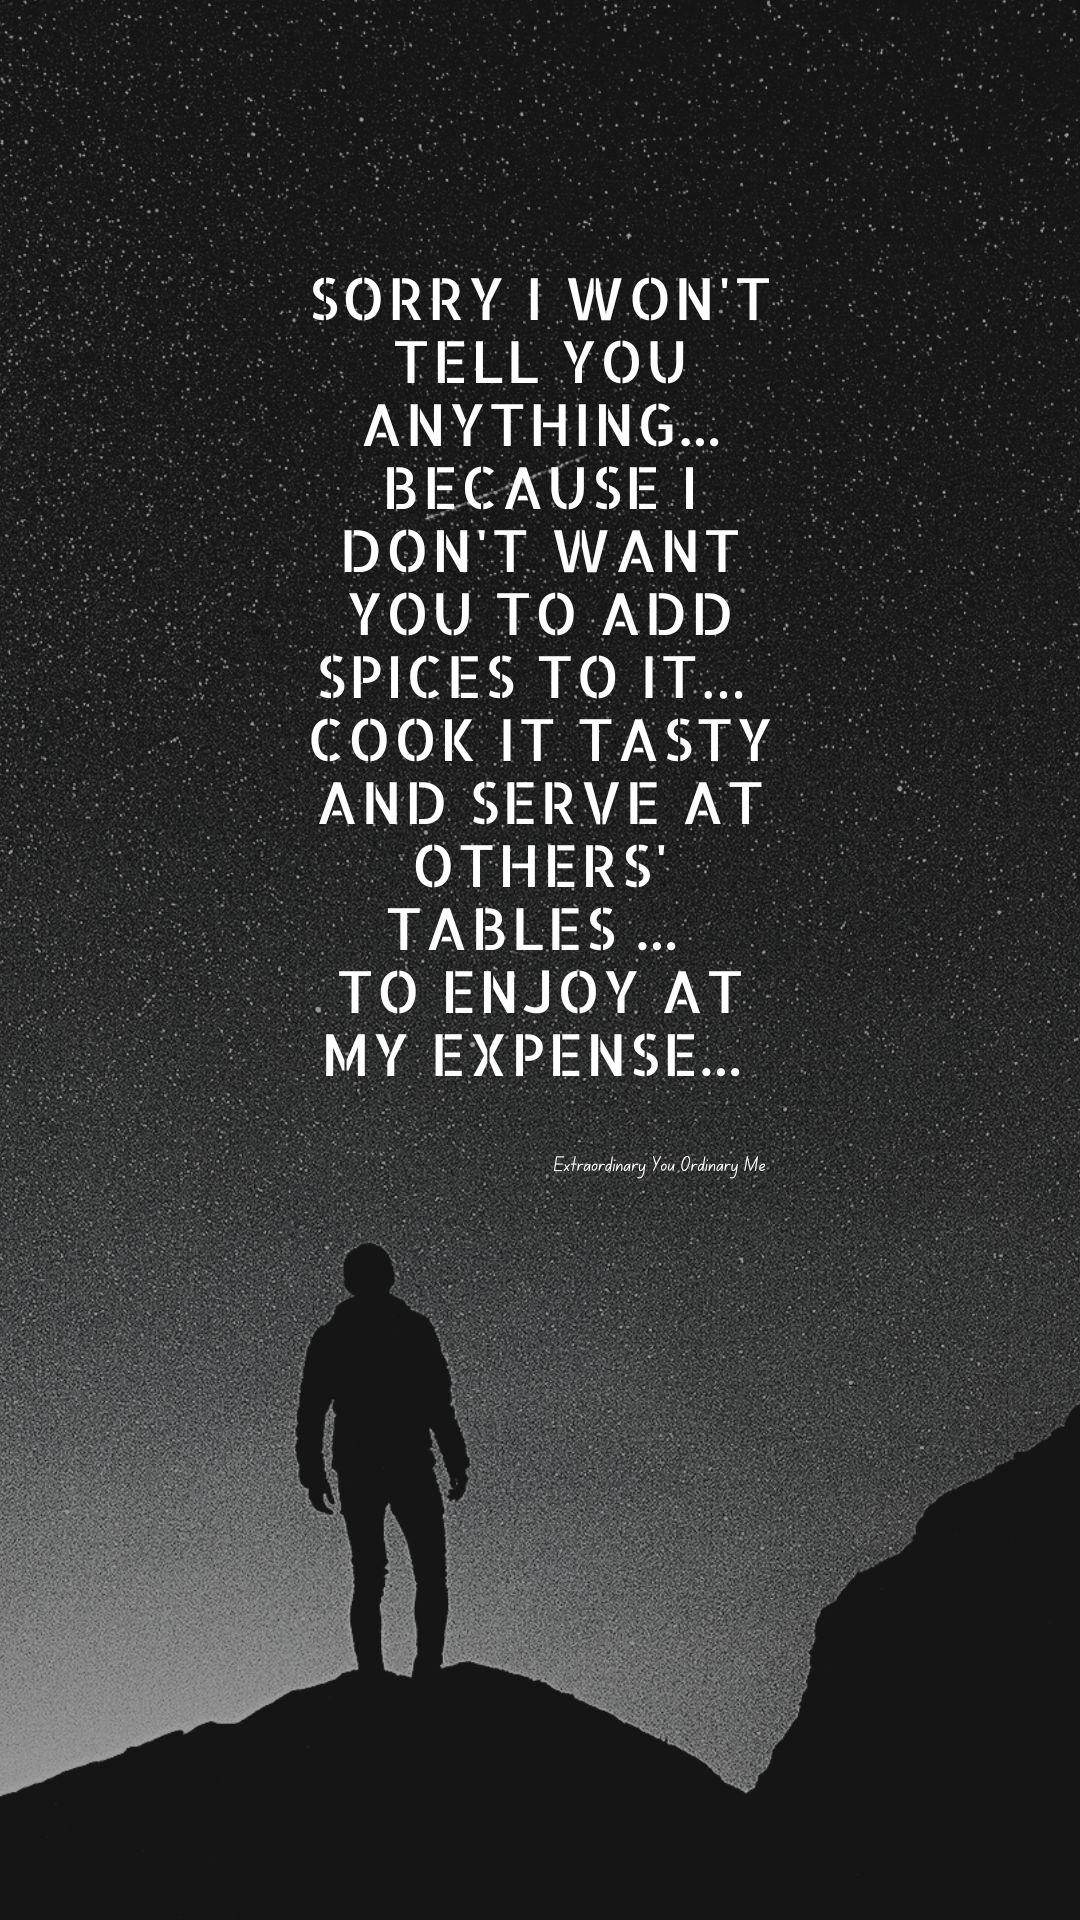 SORRY I WON'T
TELL YOU
ANYTHING...
BECAUSE I
DON'T WANT
YOU TO ADD
SPICES TO IT...
COOK IT TASTY
AND SERVE AT
OTHERS'
TABLES ...
TO ENJOY AT
MY EXPENSE...
Extraordinary You Ordinary Me